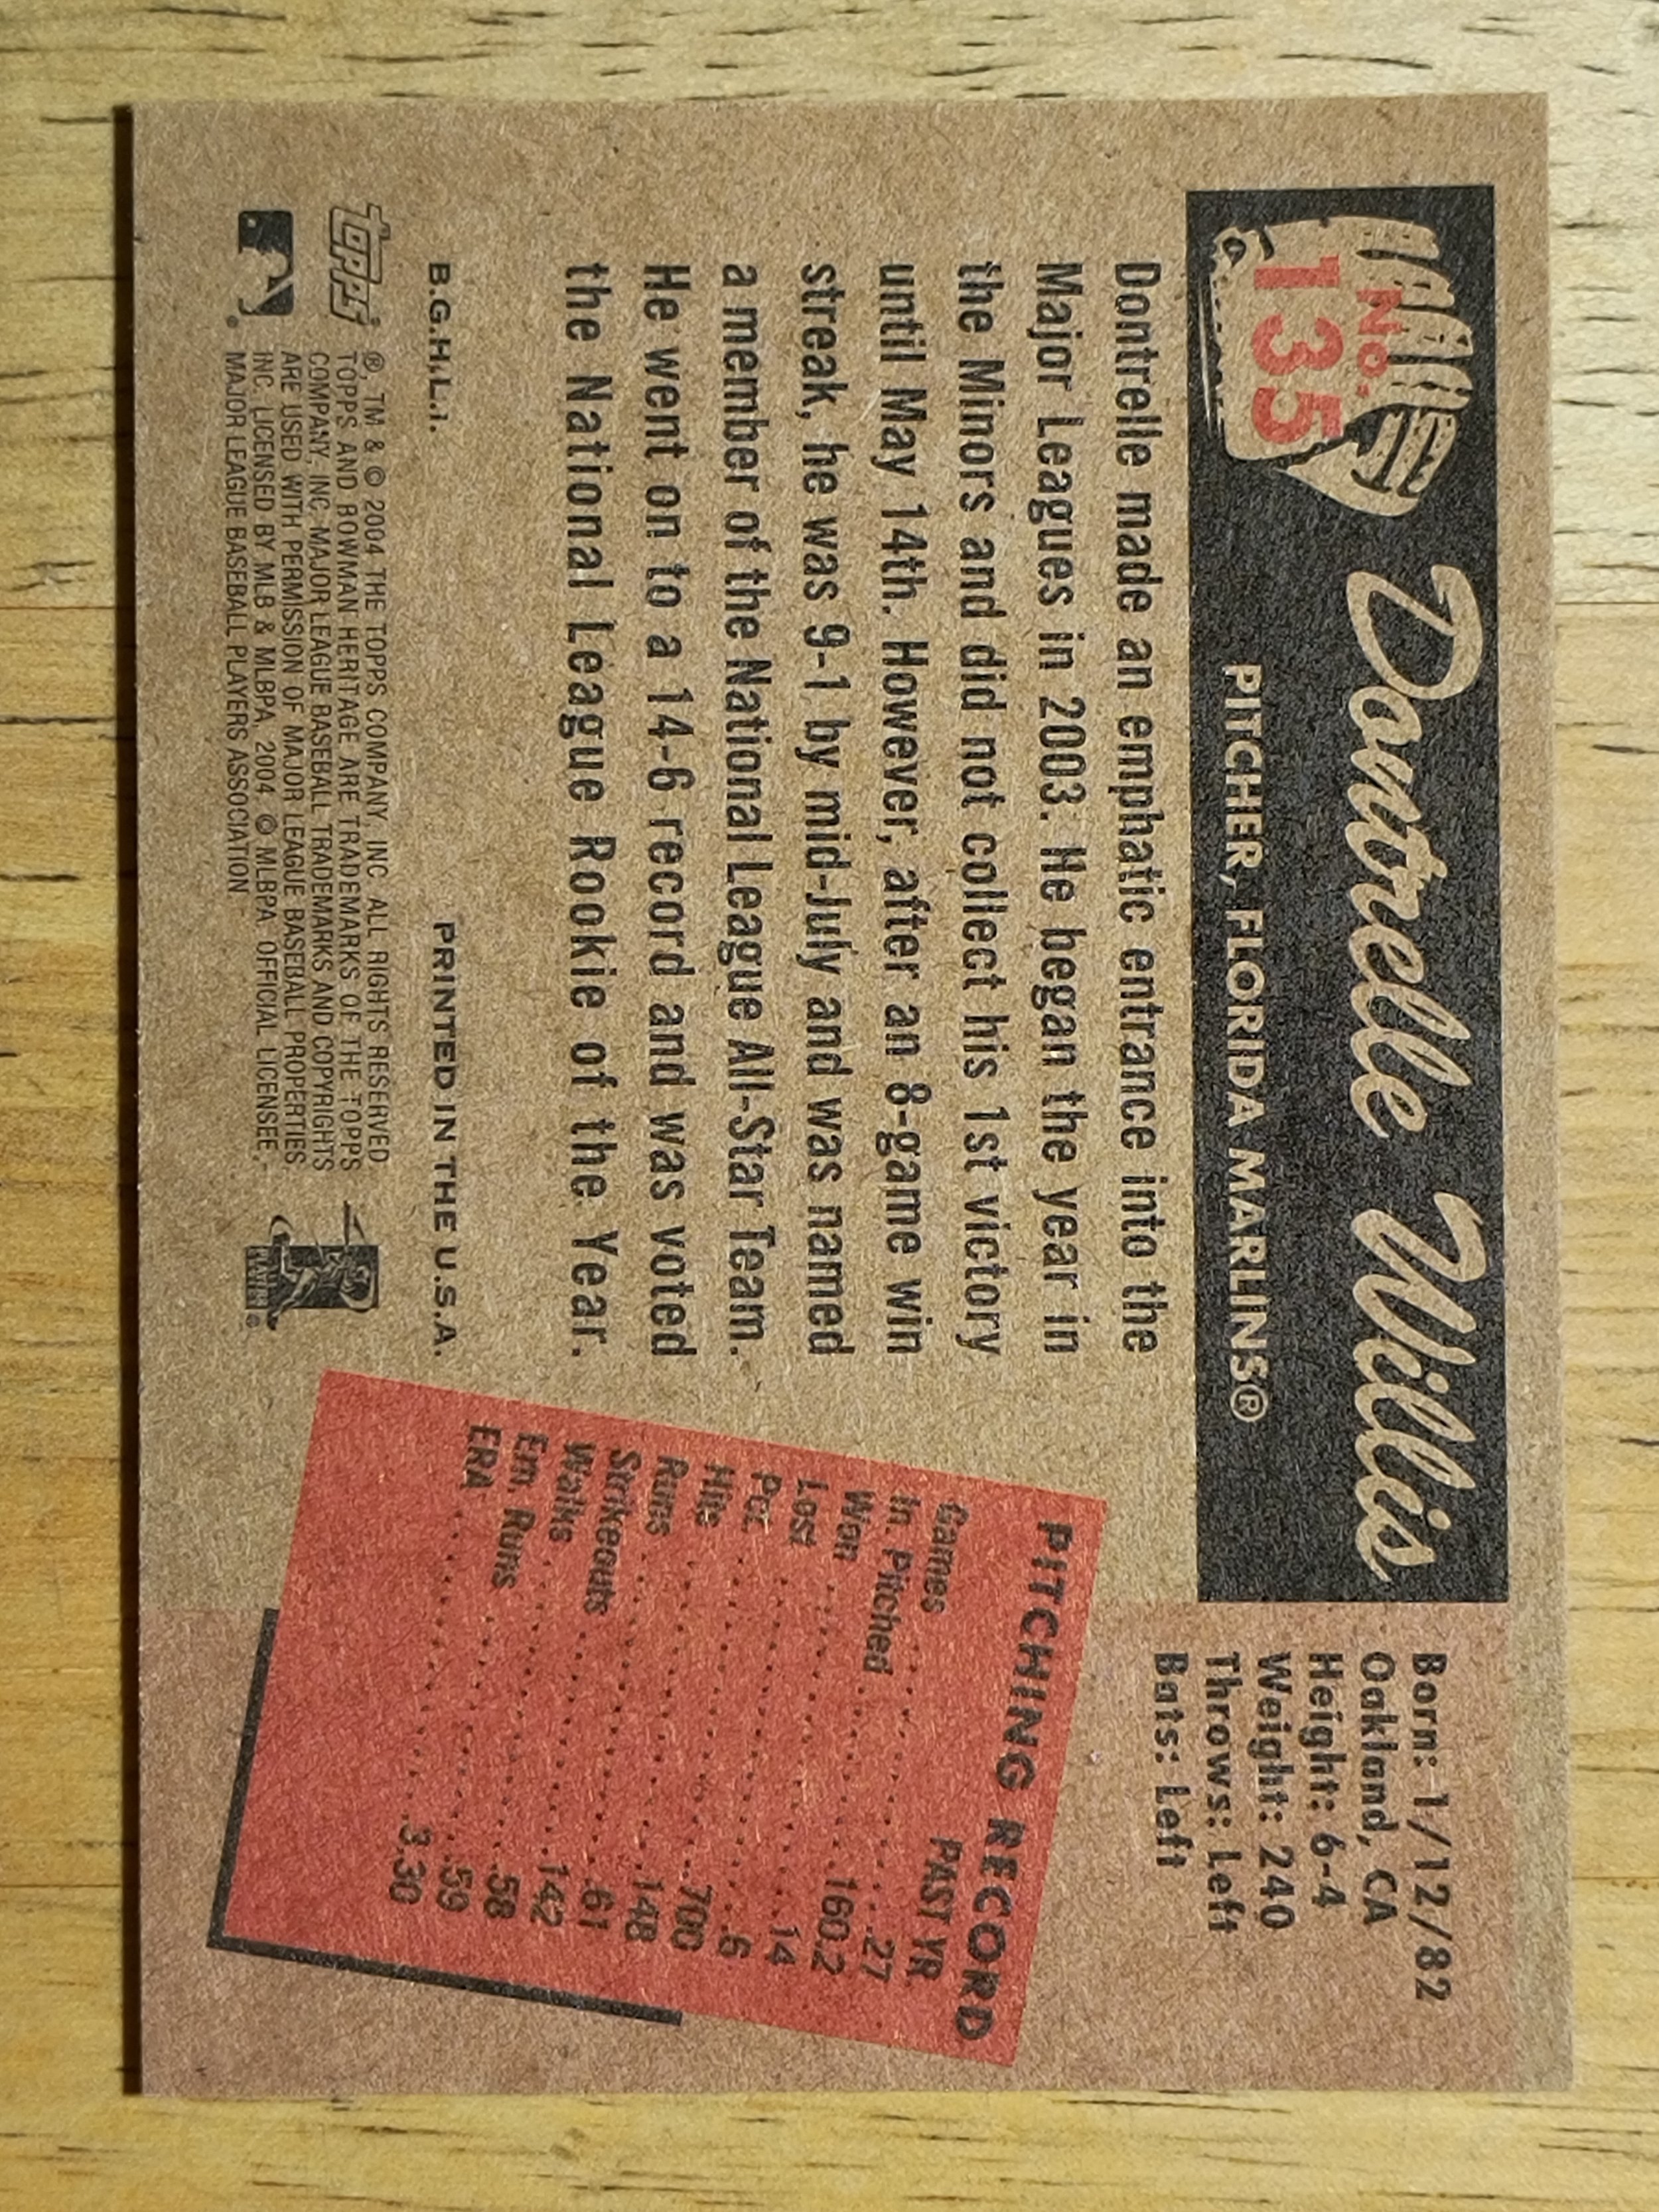 No.
135
Dontrelle Willis
PITCHER, FLORIDA MARLINS®
Born: 1/12/82
Oakland, CA
Height: 6-4
Weight: 240
Throws: Left
Bats: Left
Dontrelle made an emphatic entrance into the
Major Leagues in 2003. He began the year in
the Minors and did not collect his 1st victory
until May 14th. However, after an 8-game win
streak, he was 9-1 by mid-July and was named
a member of the National League All-Star Team.
He went on to a 14-6 record and was voted
the National League Rookie of the Year.
PITCHING RECORD
PAST YR
Games . . . . . . . . . . . . .27
In. Pitched . . . . . . . .160.2
Won . . . . . . . . . . . . . . .14
Lost . . . . . . . . . . . . . . .6
Pct. . . . . . . . . . . . . . .700
Hits . . . . . . . . . . . . . .148
Runs . . . . . . . . . . . . . .61
Strikeouts . . . . . . . . .142
Walks . . . . . . . . . . . . .58
Ern. Runs . . . . . . . . . .59
ERA . . . . . . . . . . . . .3.30
B.G.H.L.I.
PRINTED IN THE U.S.A.
topps®
®, TM & © 2004 THE TOPPS COMPANY, INC. ALL RIGHTS RESERVED
TOPPS AND BOWMAN HERITAGE ARE TRADEMARKS OF THE TOPPS
COMPANY, INC. MAJOR LEAGUE BASEBALL TRADEMARKS AND COPYRIGHTS
ARE USED WITH PERMISSION OF MAJOR LEAGUE BASEBALL PROPERTIES
INC. LICENSED BY MLB & MLBPA, 2004. © MLBPA OFFICIAL LICENSEE,-
MAJOR LEAGUE BASEBALL PLAYERS ASSOCIATION -